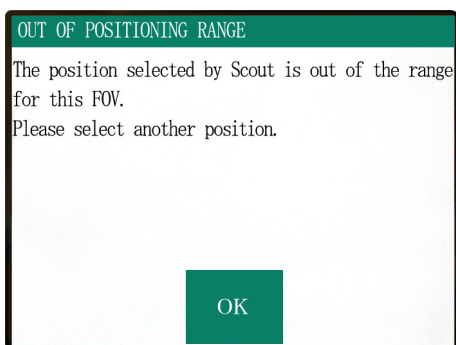 OUT OF POSITIONING RANGE
The position selected by Scout is out of the range
for this FOV.
Please select another position.
OK